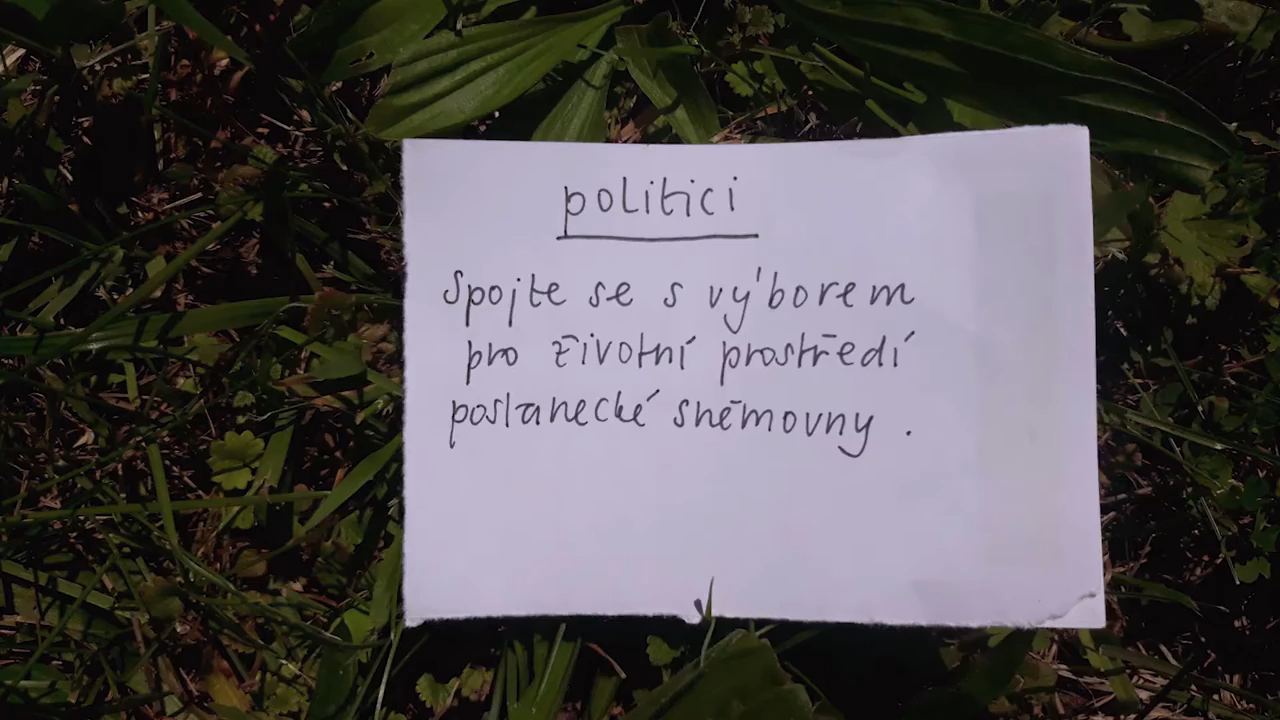 politici
Spojte se s výborem
pro životní prostředí
poslanecké sněmovny .